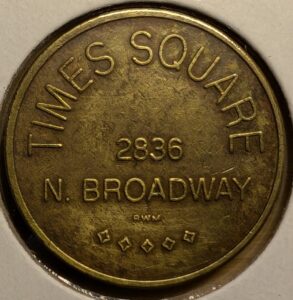 TIMES SQUARE
2836
N. BROADWAY
R.W.M.